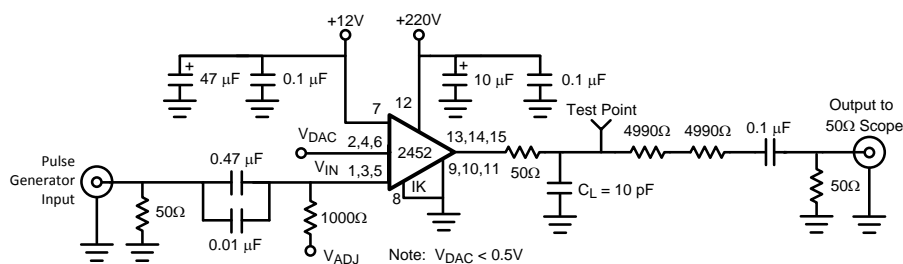 +12V
+220V
+
47 μF
0.1 μF
+
10 μF
0.1 μF
7
12
Test Point
Output to
50Ω Scope
VDAC
2,4,6
2452
13,14,15
4990Ω
4990Ω
0.1 μF
Pulse
Generator
Input
0.47 μF
VIN
1,3,5
9,10,11
50Ω
IK
8
CL = 10 pF
50Ω
50Ω
0.01 μF
1000Ω
VADJ
Note: VDAC < 0.5V